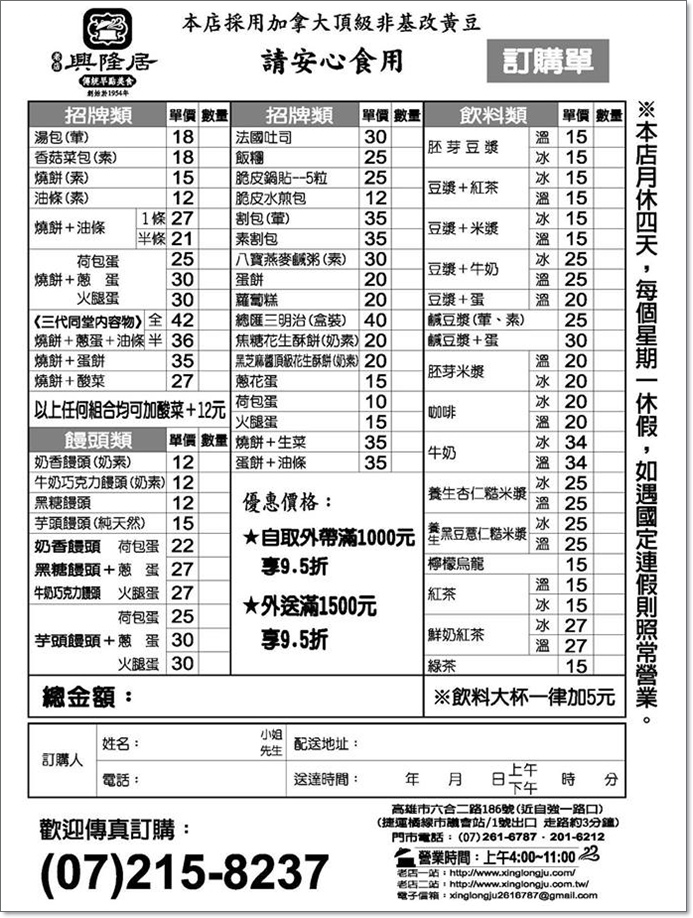 本店採用加拿大頂級非基改黃豆
請安心食用
訂購單
老店 興隆居
傳統早點美食
創始於1954年
招牌類 單價 數量
湯包(葷) 18
香菇菜包(素) 18
燒餅(素) 15
油條(素) 12
燒餅+油條 1條 27
半條 21
荷包蛋 25
燒餅+蔥 蛋 30
火腿蛋 30
《三代同堂內容物》 全 42
燒餅+蔥蛋+油條 半 36
燒餅+蛋餅 35
燒餅+酸菜 27
以上任何組合均可加酸菜+12元
饅頭類 單價 數量
奶香饅頭(奶素) 12
牛奶巧克力饅頭(奶素) 12
黑糖饅頭 12
芋頭饅頭(純天然) 15
奶香饅頭 荷包蛋 22
黑糖饅頭+蔥 蛋 27
牛奶巧克力饅頭 火腿蛋 27
荷包蛋 25
芋頭饅頭+蔥 蛋 30
火腿蛋 30
招牌類 單價 數量
法國吐司 30
飯糰 25
脆皮鍋貼--5粒 25
脆皮水煎包 12
割包(葷) 35
素割包 35
八寶燕麥鹹粥(素) 30
蛋餅 20
蘿蔔糕 20
總匯三明治(盒裝) 40
焦糖花生酥餅(奶素) 20
黑芝麻醬頂級花生酥餅(奶素) 20
蔥花蛋 15
荷包蛋 10
火腿蛋 15
燒餅+生菜 35
蛋餅+油條 35
優惠價格：
★自取外帶滿1000元
享9.5折
★外送滿1500元
享9.5折
飲料類 單價 數量
胚芽豆漿 溫 15
冰 15
豆漿+紅茶 溫 15
冰 15
豆漿+米漿 冰 15
溫 15
豆漿+牛奶 冰 25
溫 25
豆漿+蛋 溫 20
鹹豆漿(葷、素) 25
鹹豆漿+蛋 30
胚芽米漿 溫 20
冰 20
咖啡 冰 20
溫 20
牛奶 冰 34
溫 34
養生杏仁糙米漿 冰 25
溫 25
養生黑豆薏仁糙米漿 冰 25
溫 25
檸檬烏龍 15
紅茶 溫 15
冰 15
鮮奶紅茶 冰 27
溫 27
綠茶 15
總金額：
※飲料大杯一律加5元
※本店月休四天，每個星期一休假，如遇國定連假則照常營業。
訂購人
姓名： 小姐
先生
配送地址：
電話：
送達時間： 年 月 日 上午
下午 時 分
歡迎傳真訂購：
(07)215-8237
高雄市六合二路186號(近自強一路口)
(捷運橘線市議會站/1號出口 走路約3分鐘)
門市電話：(07)261-6787．201-6212
營業時間：上午4:00~11:00
老店一站：http://www.xinglongju.com/
老店二站：http://www.xinglongju.com.tw/
電子信箱：xinglongju2616787@gmail.com